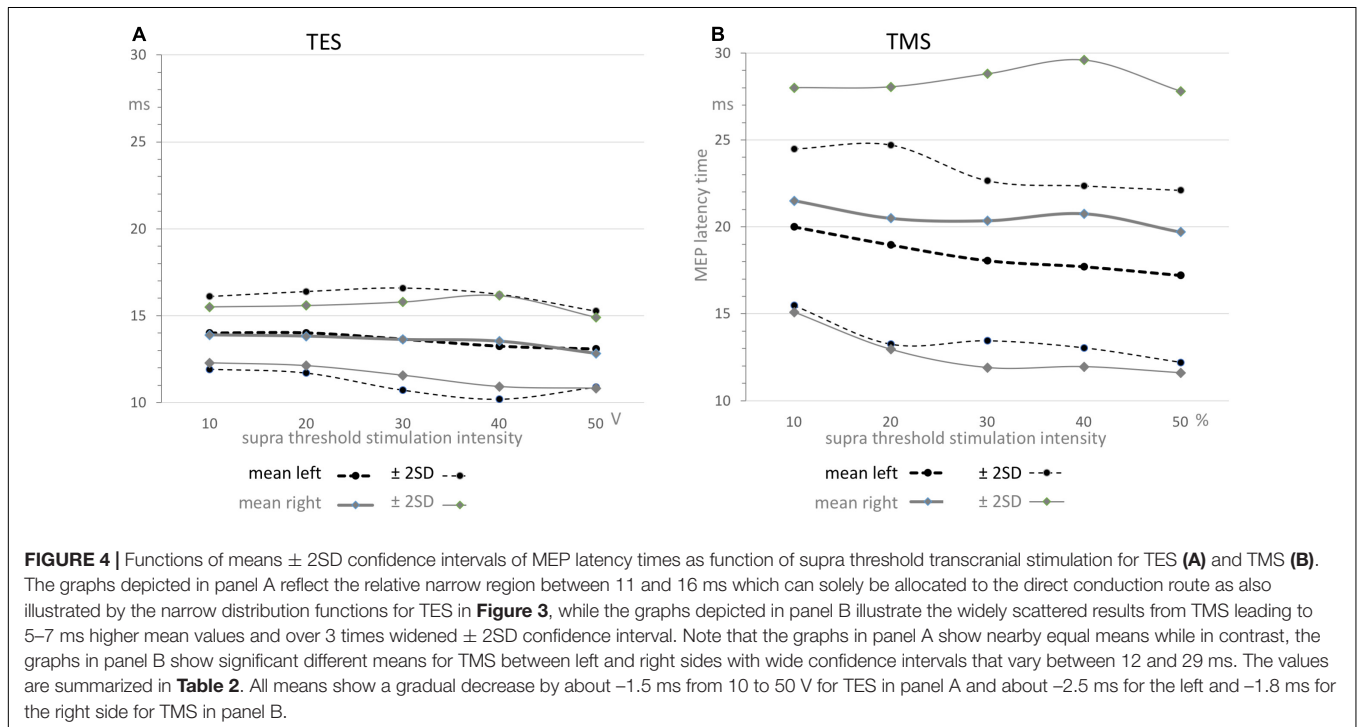 A
TES
30
ms
25
20
15
10
10 20 30 40 50 V
supra threshold stimulation intensity
mean left ± 2SD
mean right ± 2SD
B
TMS
30
ms
25
20
15
10
MEP latency time
10 20 30 40 50 %
supra threshold stimulation intensity
mean left ± 2SD
mean right ± 2SD
FIGURE 4 | Functions of means ± 2SD confidence intervals of MEP latency times as function of supra threshold transcranial stimulation for TES (A) and TMS (B).
The graphs depicted in panel A reflect the relative narrow region between 11 and 16 ms which can solely be allocated to the direct conduction route as also
illustrated by the narrow distribution functions for TES in Figure 3, while the graphs depicted in panel B illustrate the widely scattered results from TMS leading to
5–7 ms higher mean values and over 3 times widened ± 2SD confidence interval. Note that the graphs in panel A show nearby equal means while in contrast, the
graphs in panel B show significant different means for TMS between left and right sides with wide confidence intervals that vary between 12 and 29 ms. The values
are summarized in Table 2. All means show a gradual decrease by about –1.5 ms from 10 to 50 V for TES in panel A and about –2.5 ms for the left and –1.8 ms for
the right side for TMS in panel B.